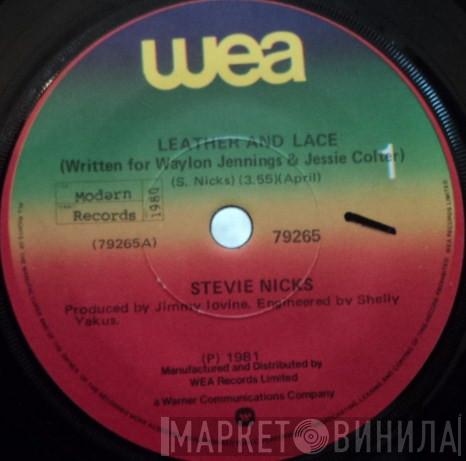 wea
LEATHER AND LACE
(Written for Waylon Jennings & Jessie Colter)
(S. Nicks) (3.55)(April)
1
Modern
Records
1980
(79265A)
79265
STEVIE NICKS
Produced by Jimmy Iovine. Engineered by Shelly
Yakus.
(P) 1981
Manufactured and Distributed by
WEA Records Limited
a Warner Communications Company
МАРКЕТ ВИНИЛА